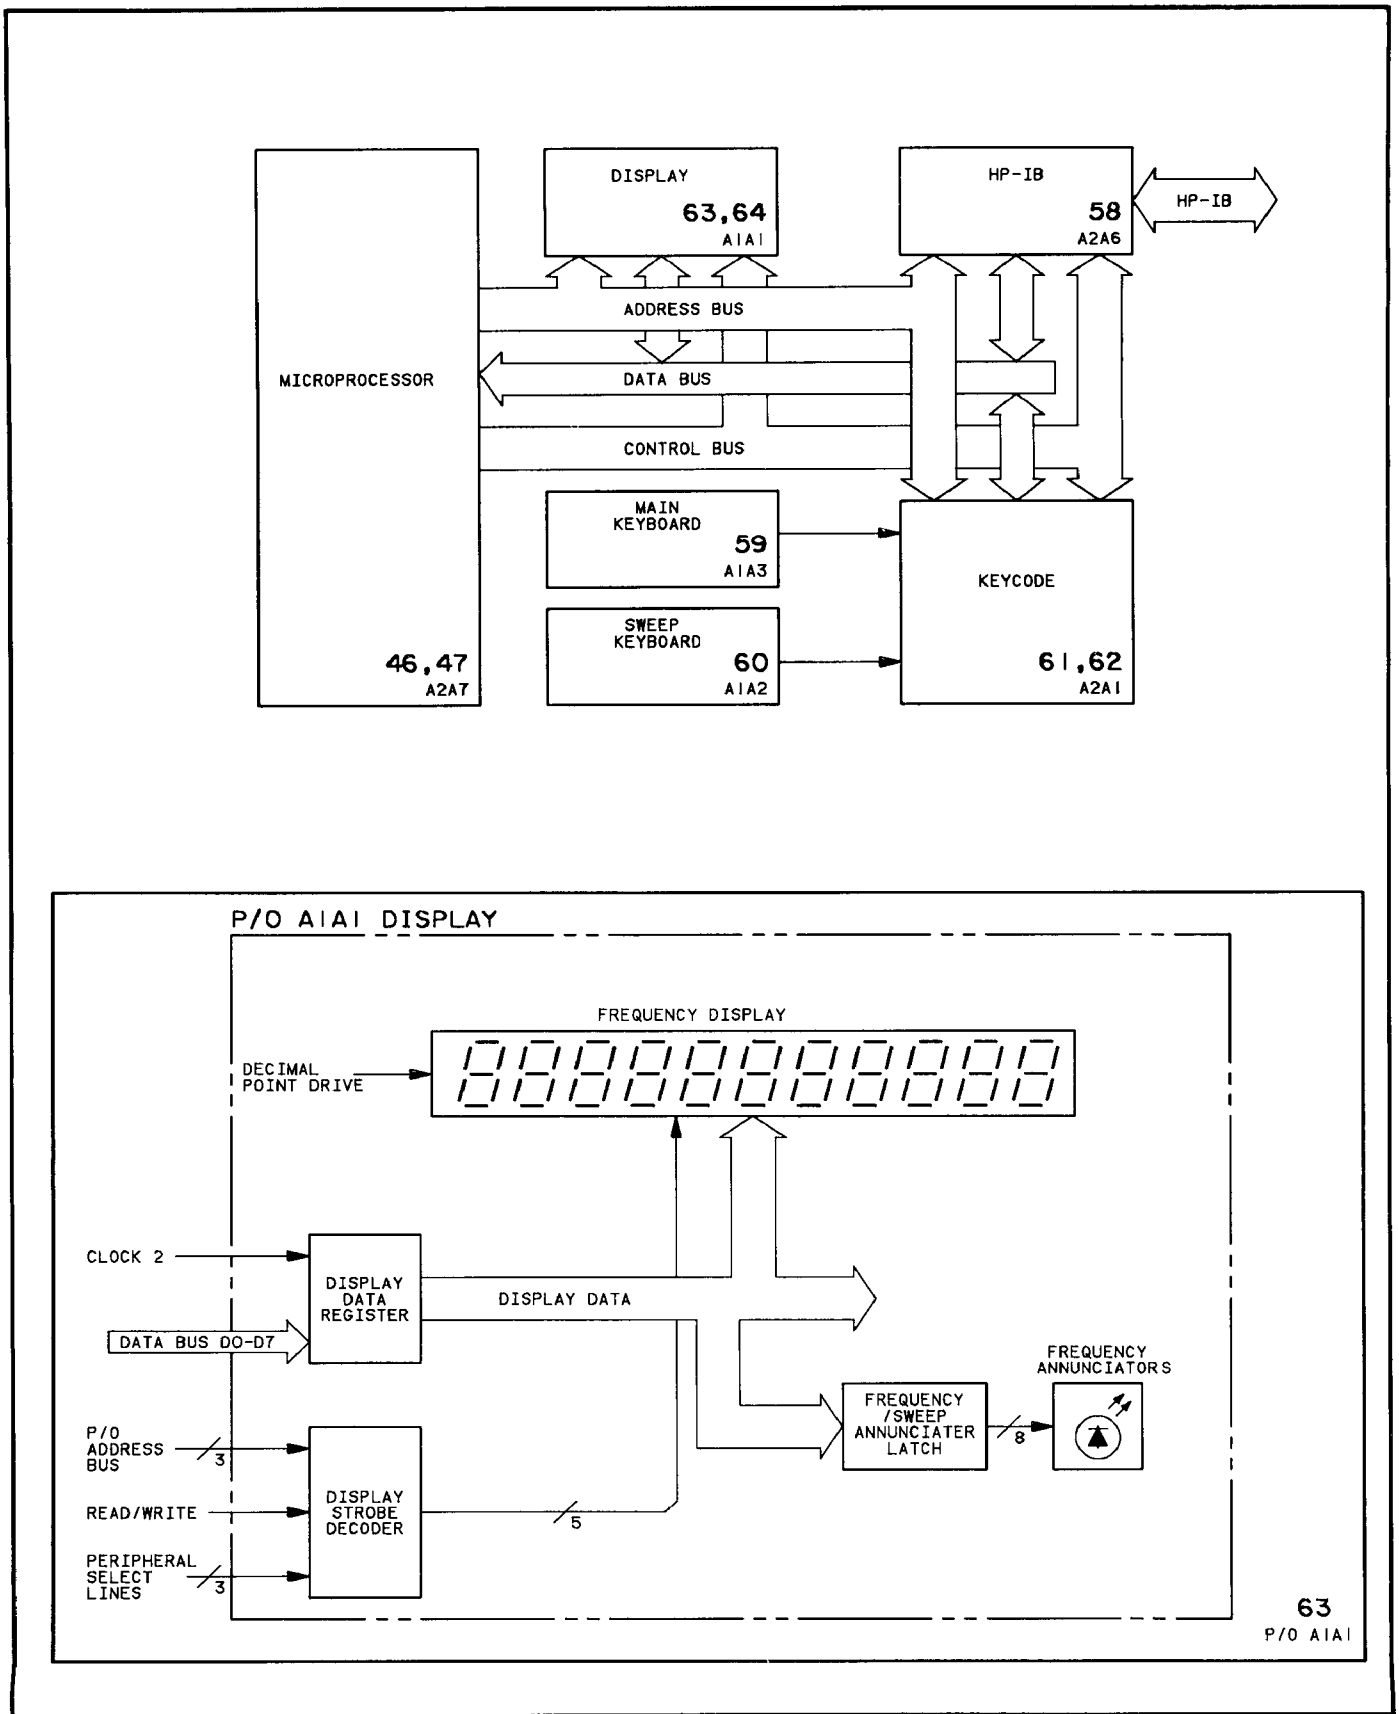 DISPLAY
63,64
A1A1
HP-IB
58
A2A6
HP-IB
ADDRESS BUS
MICROPROCESSOR
DATA BUS
CONTROL BUS
46,47
A2A7
MAIN
KEYBOARD
59
A1A3
SWEEP
KEYBOARD
60
A1A2
KEYCODE
61,62
A2A1
P/O A1A1 DISPLAY
FREQUENCY DISPLAY
DECIMAL
POINT DRIVE
88888888888
CLOCK 2
DISPLAY
DATA
REGISTER
DISPLAY DATA
DATA BUS D0-D7
FREQUENCY
ANNUNCIATORS
FREQUENCY
/SWEEP
ANNUNCIATER
LATCH
8
P/O
ADDRESS
BUS
3
READ/WRITE
DISPLAY
STROBE
DECODER
5
PERIPHERAL
SELECT
LINES
3
63
P/O A1A1